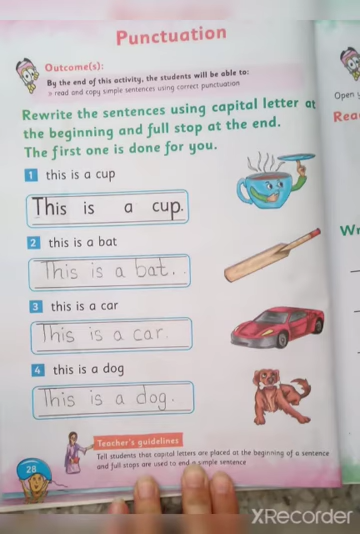 Punctuation
Outcome(s):
By the end of this activity, the students will be able to:
» read and copy simple sentences using correct punctuation
Rewrite the sentences using capital letter at
the beginning and full stop at the end.
The first one is done for you.
1 this is a cup
This is a cup.
2 this is a bat
This is a bat..
3 this is a car
This is a car.
4 this is a dog
This is a dog.
Teacher's guidelines
Tell students that capital letters are placed at the beginning of a sentence
and full stops are used to end a simple sentence
28
Open
XRecorder